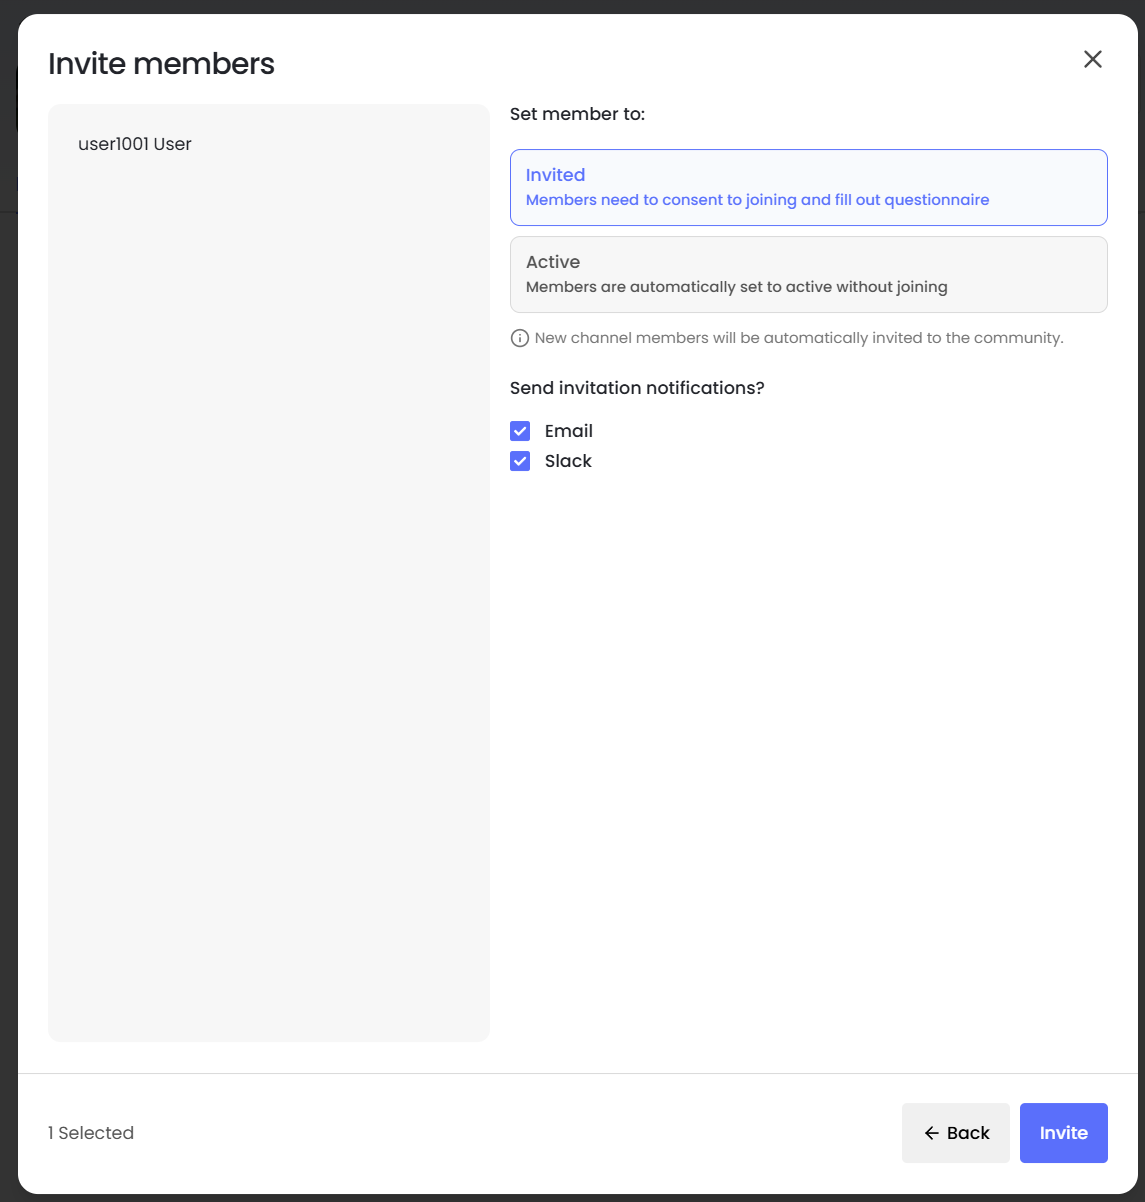 Invite members
user1001 User
Set member to:
Invited
Members need to consent to joining and fill out questionnaire
Active
Members are automatically set to active without joining
New channel members will be automatically invited to the community.
Send invitation notifications?
Email
Slack
1 Selected
Back
Invite